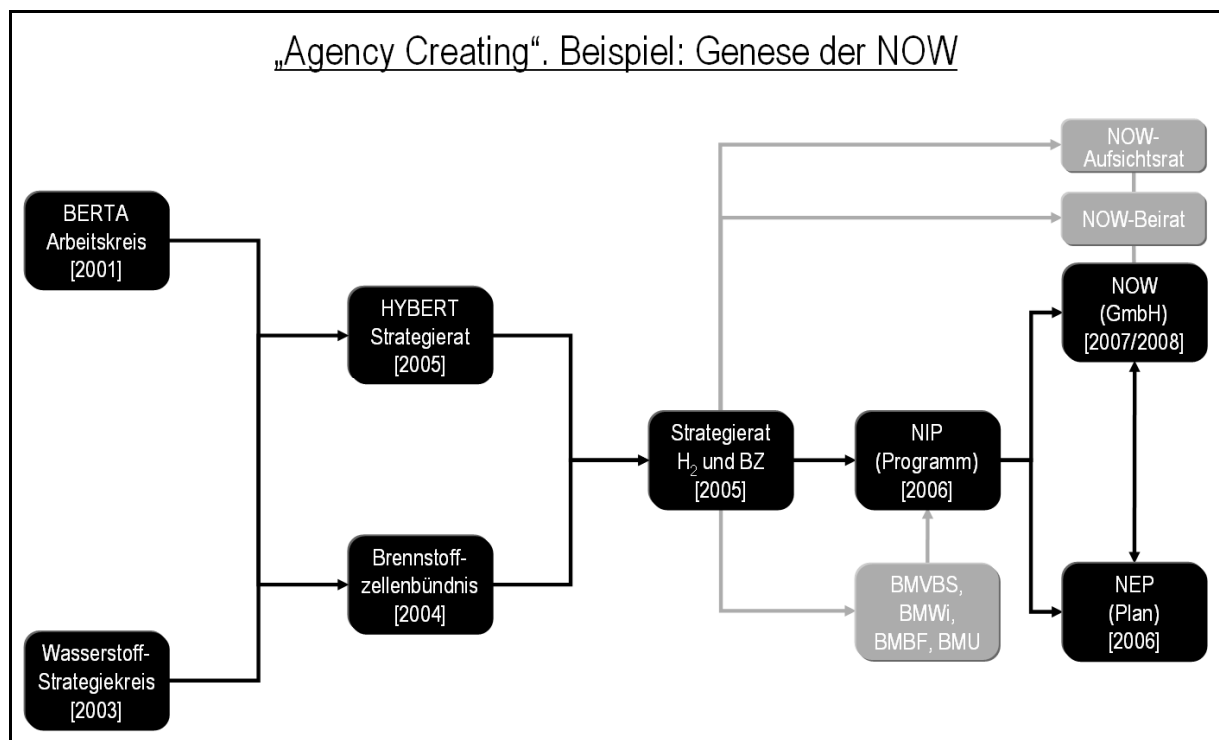 „Agency Creating“. Beispiel: Genese der NOW
BERTA
Arbeitskreis
[2001]
Wasserstoff-
Strategiekreis
[2003]
HYBERT
Strategierat
[2005]
Brennstoff-
zellenbündnis
[2004]
Strategierat
H₂ und BZ
[2005]
NIP
(Programm)
[2006]
BMVBS,
BMWi,
BMBF, BMU
NOW-
Aufsichtsrat
NOW-Beirat
NOW
(GmbH)
[2007/2008]
NEP
(Plan)
[2006]